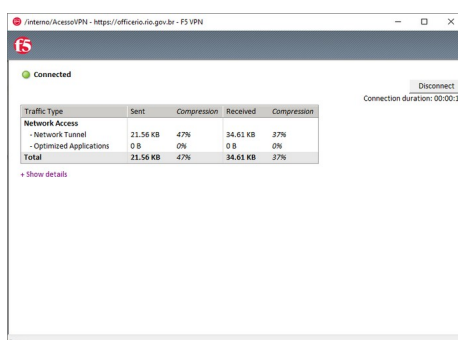 /interno/AcessoVPN - https://officerio.rio.gov.br - F5 VPN
f5
Connected
Disconnect
Connection duration: 00:00:1
Traffic Type Sent Compression Received Compression
Network Access
- Network Tunnel 21.56 KB 47% 34.61 KB 37%
- Optimized Applications 0 B 0% 0 B 0%
Total 21.56 KB 47% 34.61 KB 37%
+ Show details